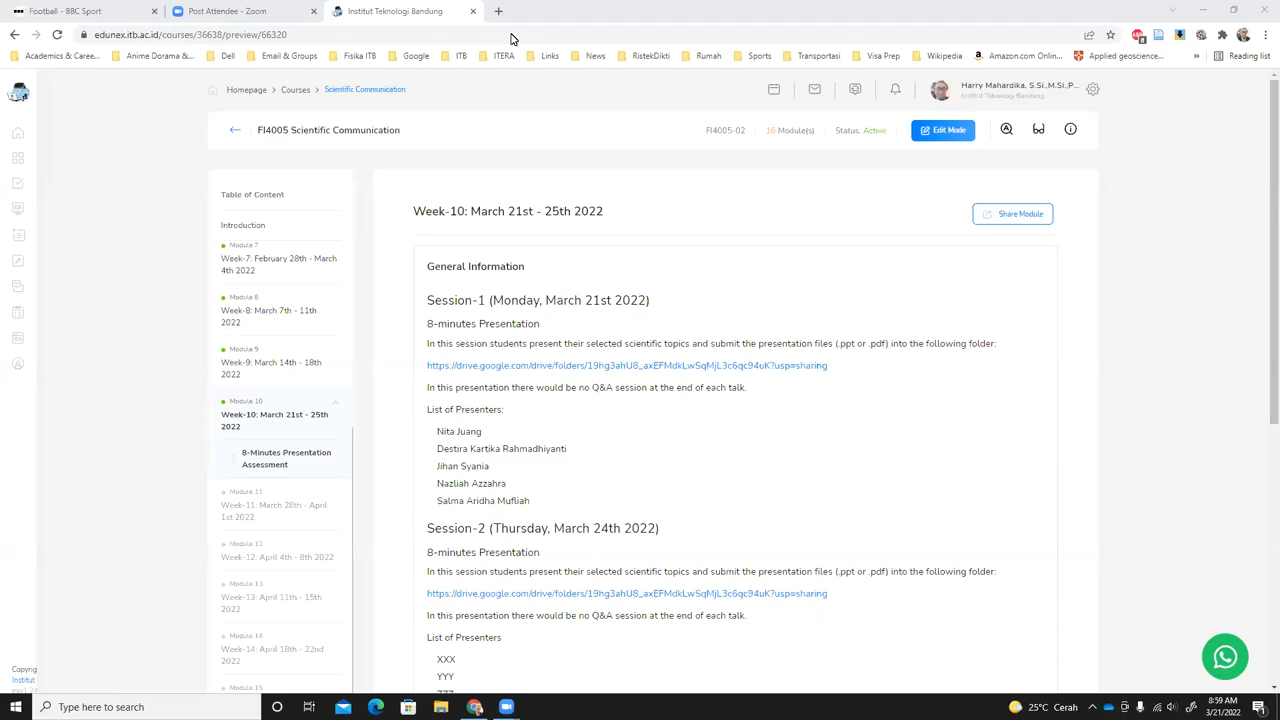 Football - BBC Sport
Post Attendee - Zoom
Institut Teknologi Bandung
edunex.itb.ac.id/courses/36638/preview/66320
Academics & Caree...
Anime Dorama &...
Dell
Email & Groups
Fisika ITB
Google
ITB
ITERA
Links
News
RistekDikti
Rumah
Sports
Transportasi
Visa Prep
Wikipedia
Amazon.com Onlin...
Applied geoscience...
»
Reading list
Homepage > Courses > Scientific Communication
Harry Mahardika, S.Si.,M.Si.,P...
Institut Teknologi Bandung
FI4005 Scientific Communication
FI4005-02
16 Module(s)
Status: Active
Edit Mode
Table of Content
Introduction
Module 7
Week-7: February 28th - March
4th 2022
Module 8
Week-8: March 7th - 11th
2022
Module 9
Week-9: March 14th - 18th
2022
Module 10
Week-10: March 21st - 25th
2022
8-Minutes Presentation
Assessment
Module 11
Week-11: March 28th - April
1st 2022
Module 12
Week-12: April 4th - 8th 2022
Module 13
Week-13: April 11th - 15th
2022
Module 14
Week-14: April 18th - 22nd
2022
Module 15
Week-10: March 21st - 25th 2022
Share Module
General Information
Session-1 (Monday, March 21st 2022)
8-minutes Presentation
In this session students present their selected scientific topics and submit the presentation files (.ppt or .pdf) into the following folder:
https://drive.google.com/drive/folders/19hg3ahU8_axEFMdkLwSqMjL3c6qc94uK?usp=sharing
In this presentation there would be no Q&A session at the end of each talk.
List of Presenters:
Nita Juang
Destira Kartika Rahmadhiyanti
Jihan Syania
Nazliah Azzahra
Salma Aridha Mufliah
Session-2 (Thursday, March 24th 2022)
8-minutes Presentation
In this session students present their selected scientific topics and submit the presentation files (.ppt or .pdf) into the following folder:
https://drive.google.com/drive/folders/19hg3ahU8_axEFMdkLwSqMjL3c6qc94uK?usp=sharing
In this presentation there would be no Q&A session at the end of each talk.
List of Presenters
XXX
YYY
ZZZ
Copyrig
Institut
Type here to search
25°C Cerah
8:59 AM
3/21/2022